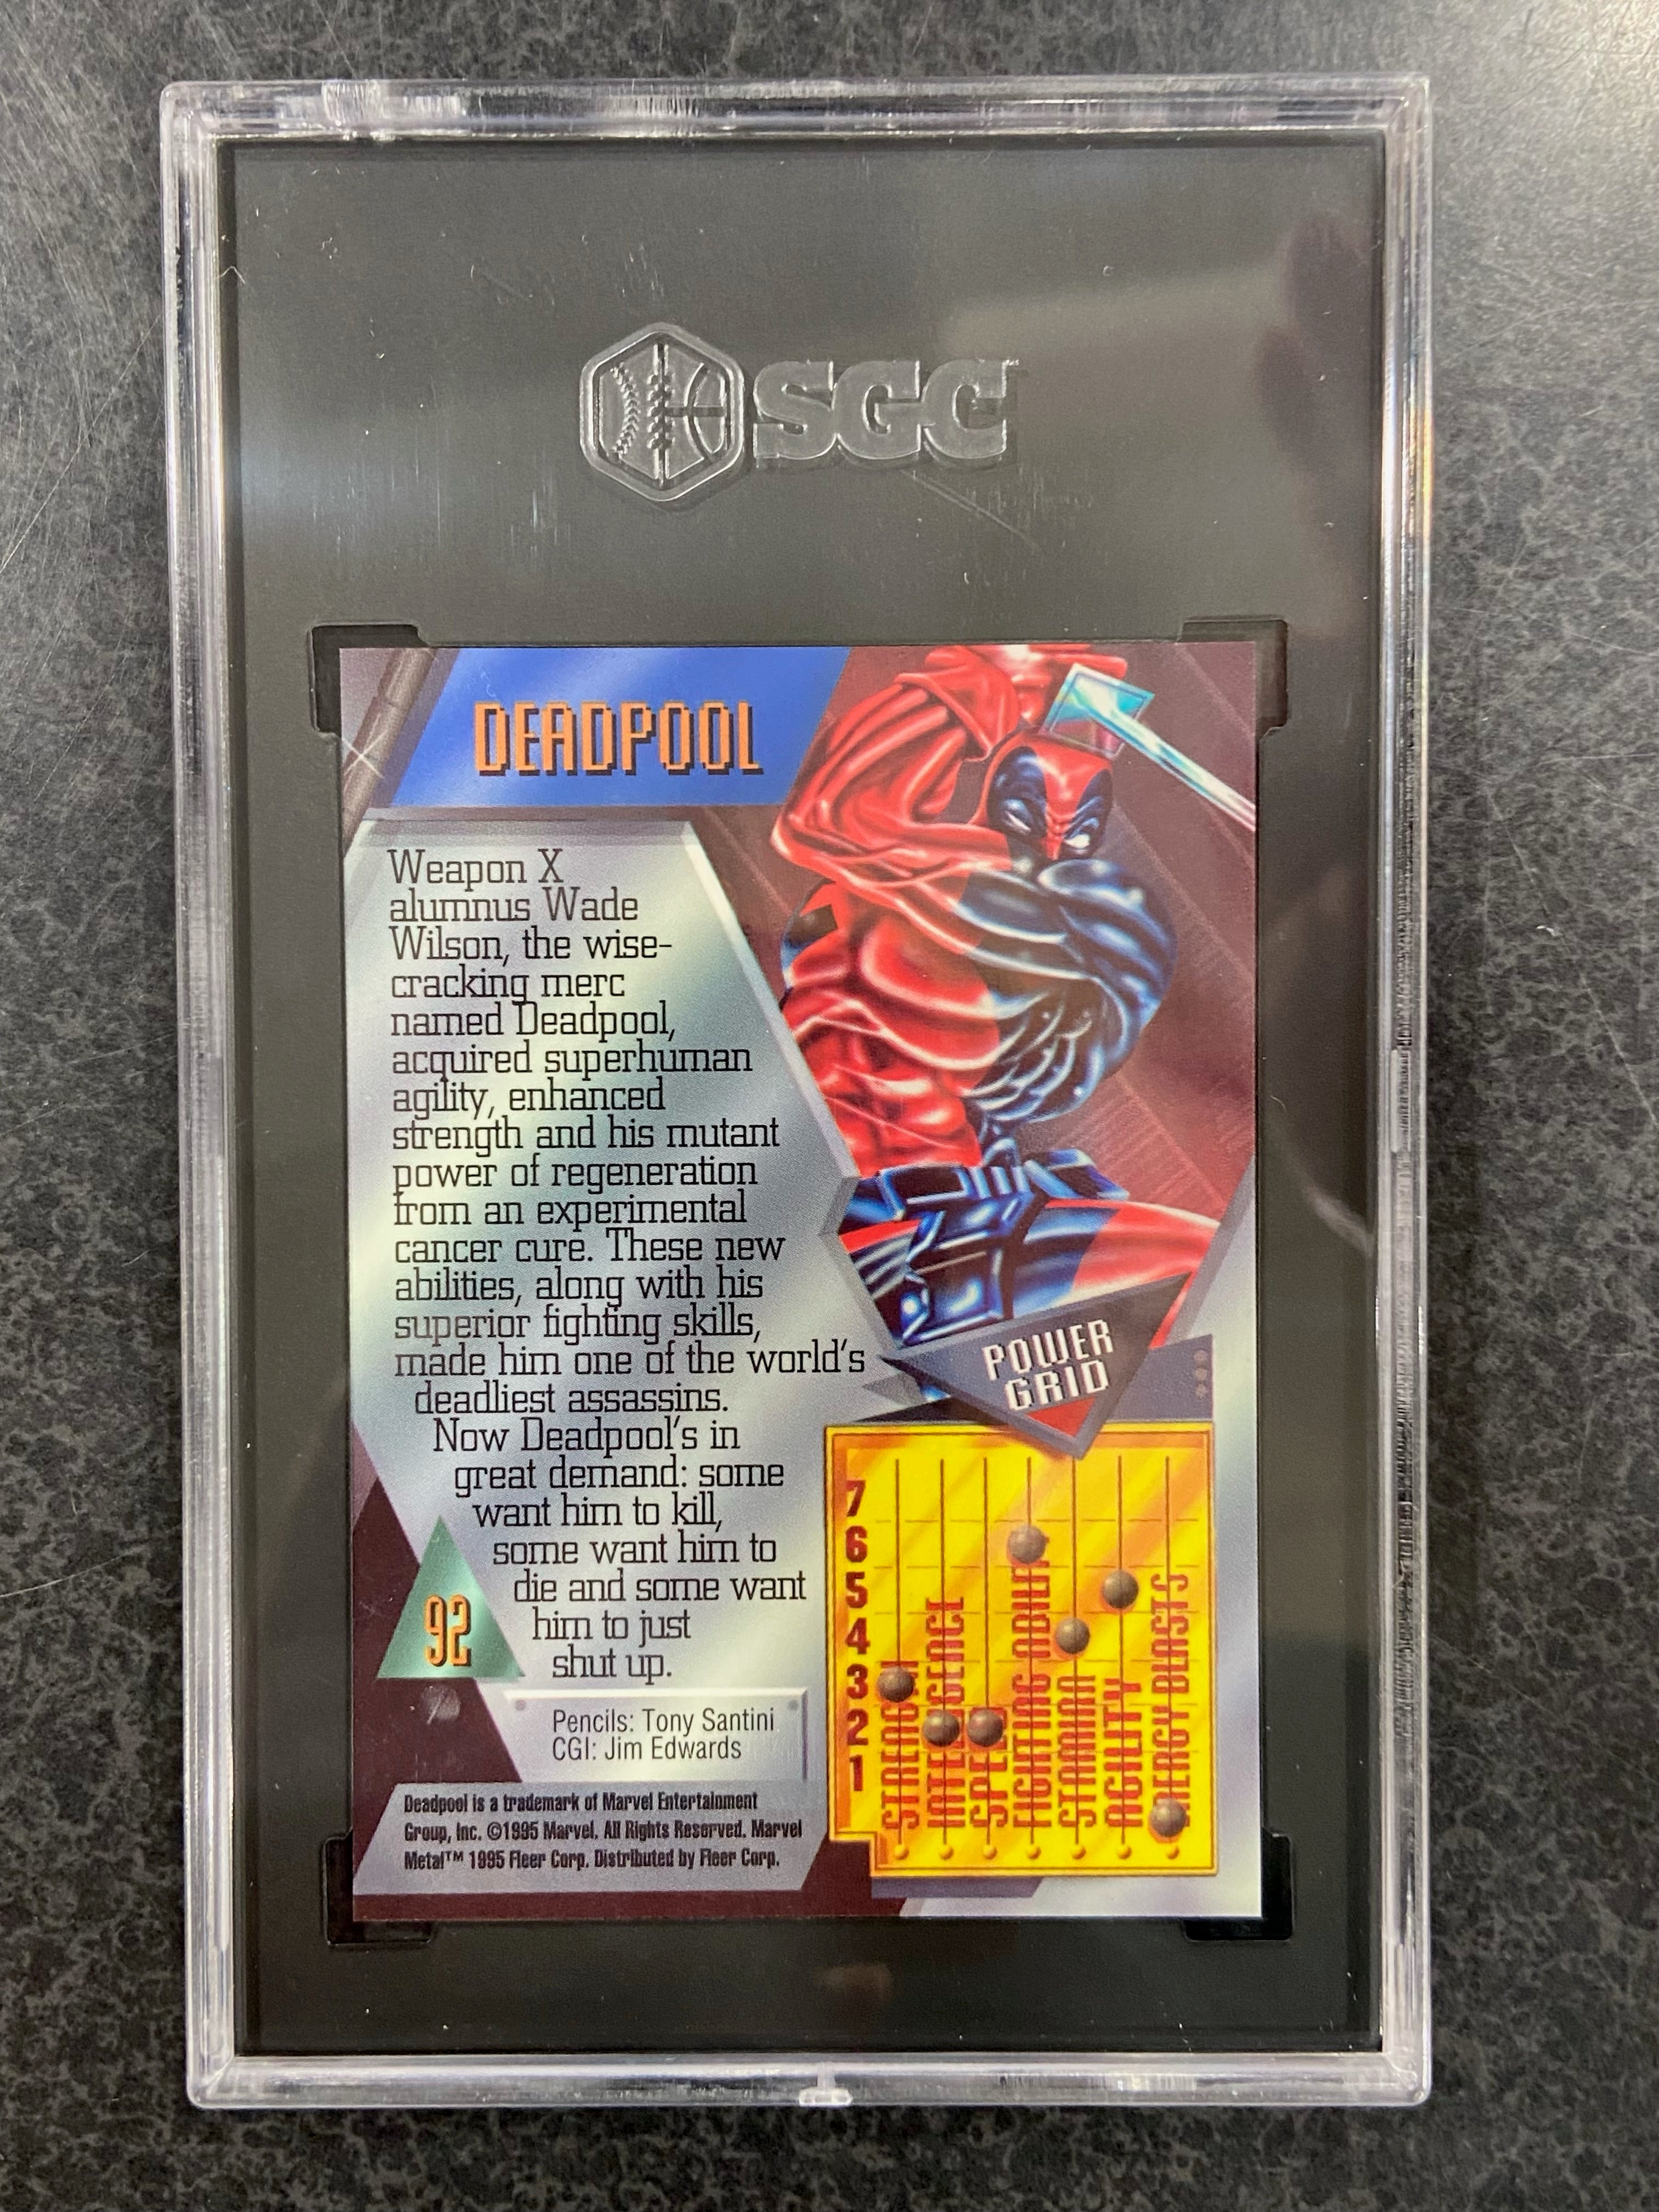 SGC
DEADPOOL
Weapon X
alumnus Wade
Wilson, the wise-
cracking merc
named Deadpool,
acquired superhuman
agility, enhanced
strength and his mutant
power of regeneration
from an experimental
cancer cure. These new
abilities, along with his
superior fighting skills,
made him one of the world's
deadliest assassins.
Now Deadpool's in
great demand: some
want him to kill,
some want him to
die and some want
him to just
shut up.
92
Pencils: Tony Santini
CGI: Jim Edwards
Deadpool is a trademark of Marvel Entertainment
Group, Inc. ©1995 Marvel. All Rights Reserved. Marvel
Metal™ 1995 Fleer Corp. Distributed by Fleer Corp.
POWER
GRID
7
6
5
4
3
2
1
STRENGTH
INTELLIGENCE
SPEED
FIGHTING ABILITY
STAMINA
AGILITY
ENERGY BLASTS